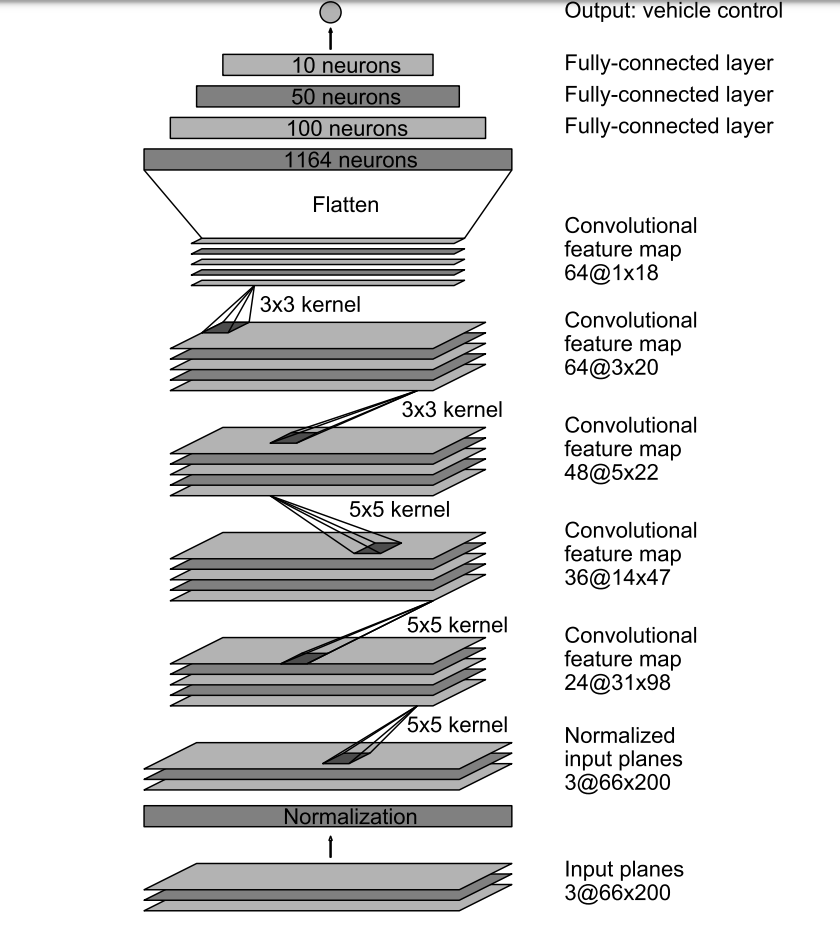 Output: vehicle control
10 neurons
Fully-connected layer
50 neurons
Fully-connected layer
100 neurons
Fully-connected layer
1164 neurons
Flatten
Convolutional
feature map
64@1x18
3x3 kernel
Convolutional
feature map
64@3x20
3x3 kernel
Convolutional
feature map
48@5x22
5x5 kernel
Convolutional
feature map
36@14x47
5x5 kernel
Convolutional
feature map
24@31x98
5x5 kernel
Normalized
input planes
3@66x200
Normalization
Input planes
3@66x200